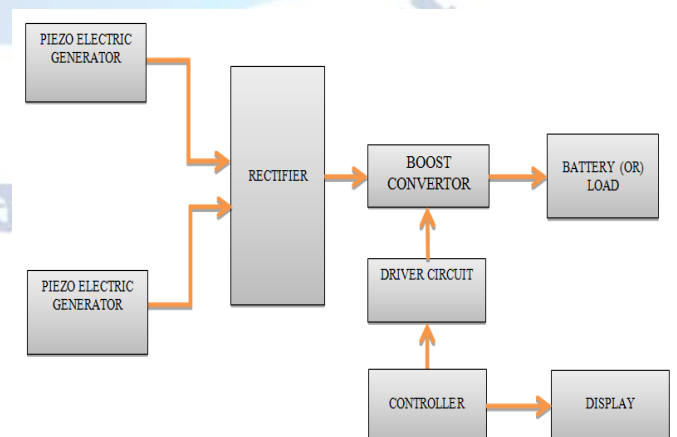 PIEZO ELECTRIC
GENERATOR
RECTIFIER
BOOST
CONVERTOR
BATTERY (OR)
LOAD
PIEZO ELECTRIC
GENERATOR
DRIVER CIRCUIT
CONTROLLER
DISPLAY